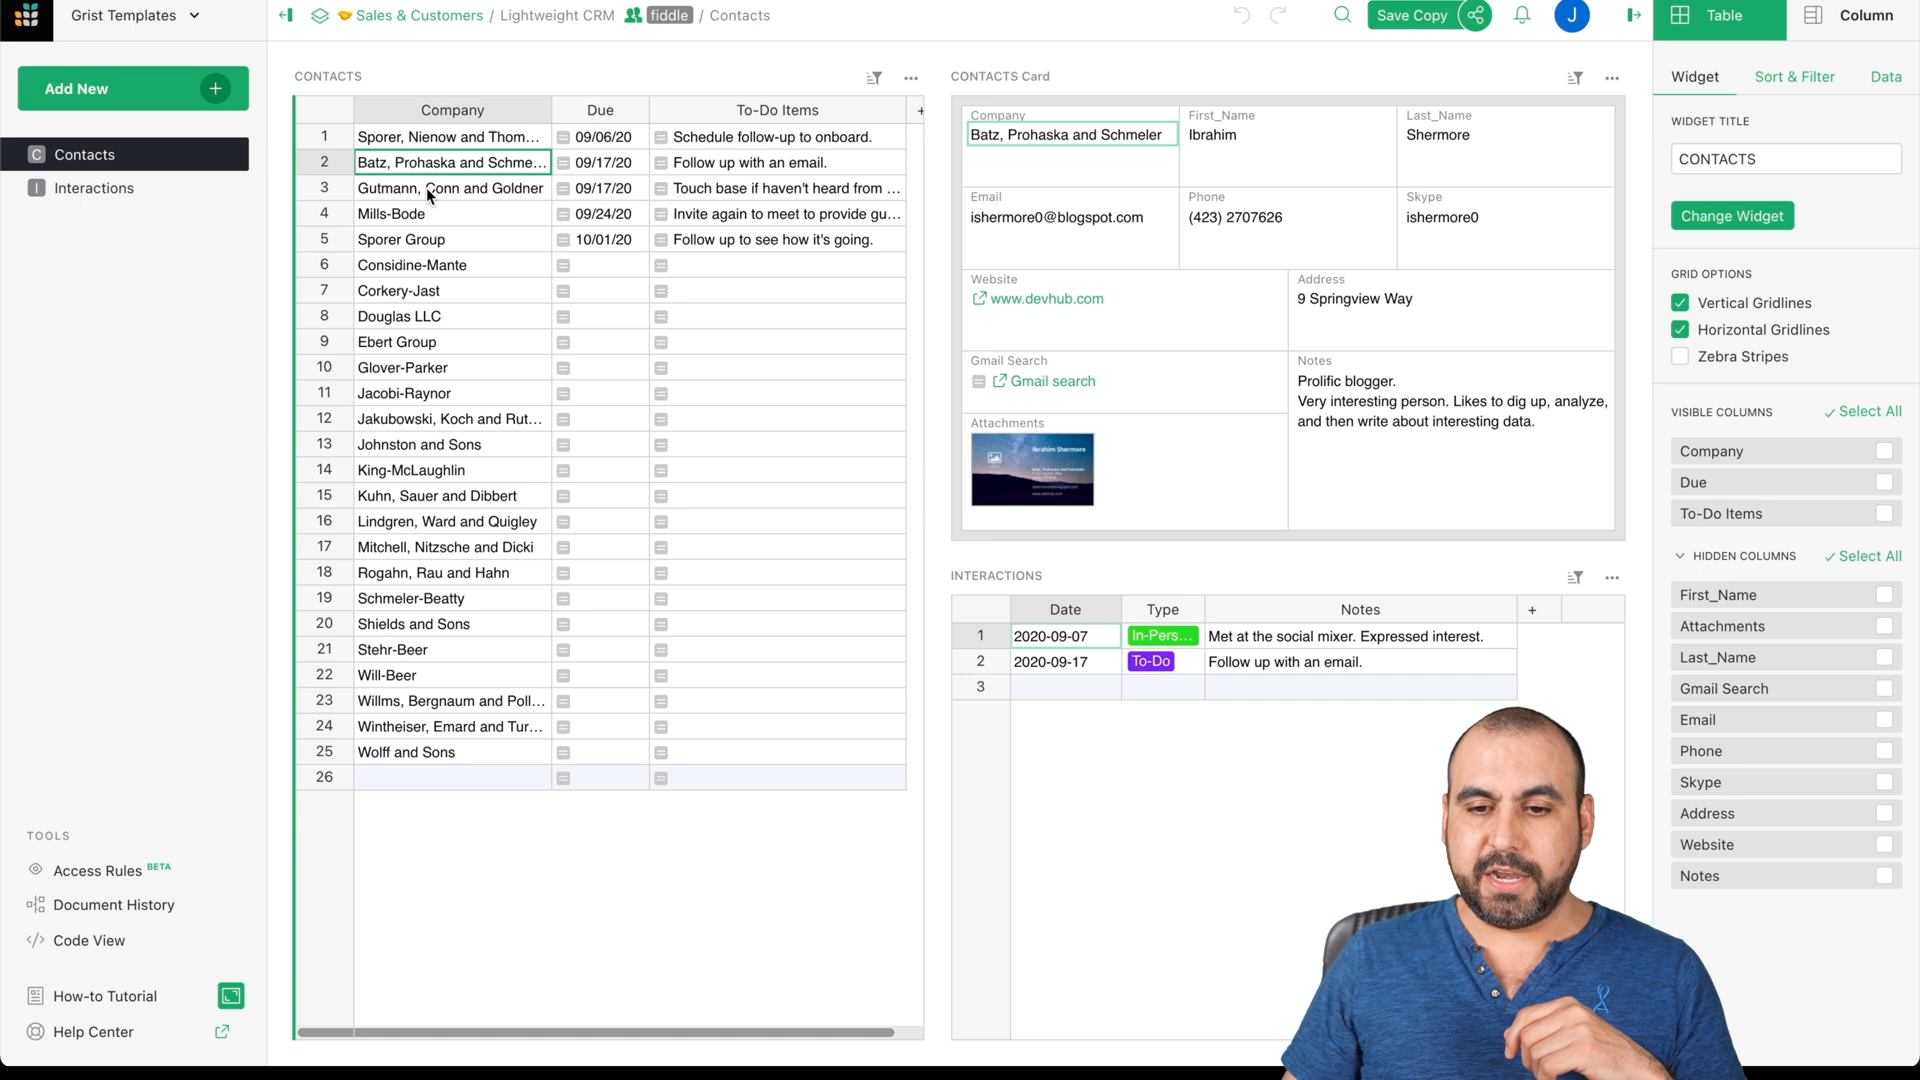 Grist Templates
Sales & Customers / Lightweight CRM fiddle / Contacts
Save Copy
J
Table
Column
Add New +
C Contacts
I Interactions
TOOLS
Access Rules BETA
Document History
Code View
How-to Tutorial
Help Center
CONTACTS
Company Due To-Do Items +
1 Sporer, Nienow and Thom... 09/06/20 Schedule follow-up to onboard.
2 Batz, Prohaska and Schme... 09/17/20 Follow up with an email.
3 Gutmann, Conn and Goldner 09/17/20 Touch base if haven't heard from ...
4 Mills-Bode 09/24/20 Invite again to meet to provide gu...
5 Sporer Group 10/01/20 Follow up to see how it's going.
6 Considine-Mante
7 Corkery-Jast
8 Douglas LLC
9 Ebert Group
10 Glover-Parker
11 Jacobi-Raynor
12 Jakubowski, Koch and Rut...
13 Johnston and Sons
14 King-McLaughlin
15 Kuhn, Sauer and Dibbert
16 Lindgren, Ward and Quigley
17 Mitchell, Nitzsche and Dicki
18 Rogahn, Rau and Hahn
19 Schmeler-Beatty
20 Shields and Sons
21 Stehr-Beer
22 Will-Beer
23 Willms, Bergnaum and Poll...
24 Wintheiser, Emard and Tur...
25 Wolff and Sons
26
CONTACTS Card
Company First_Name Last_Name
Batz, Prohaska and Schmeler Ibrahim Shermore
Email Phone Skype
ishermore0@blogspot.com (423) 2707626 ishermore0
Website Address
www.devhub.com 9 Springview Way
Gmail Search Notes
Gmail search Prolific blogger.
Very interesting person. Likes to dig up, analyze,
and then write about interesting data.
Attachments
Ibrahim Shermore
INTERACTIONS
Date Type Notes +
1 2020-09-07 In-Pers... Met at the social mixer. Expressed interest.
2 2020-09-17 To-Do Follow up with an email.
3
Widget Sort & Filter Data
WIDGET TITLE
CONTACTS
Change Widget
GRID OPTIONS
Vertical Gridlines
Horizontal Gridlines
Zebra Stripes
VISIBLE COLUMNS Select All
Company
Due
To-Do Items
HIDDEN COLUMNS Select All
First_Name
Attachments
Last_Name
Gmail Search
Email
Phone
Skype
Address
Website
Notes